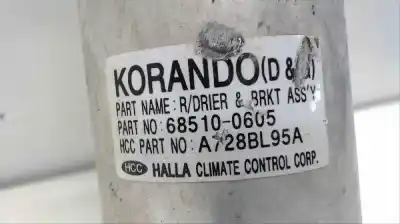 KORANDO(D &
PART NAME: R/DRIER & BRKT ASS'Y
PART NO: 68510-0605
HCC PART NO: A728BL95A
HCC HALLA CLIMATE CONTROL CORP.